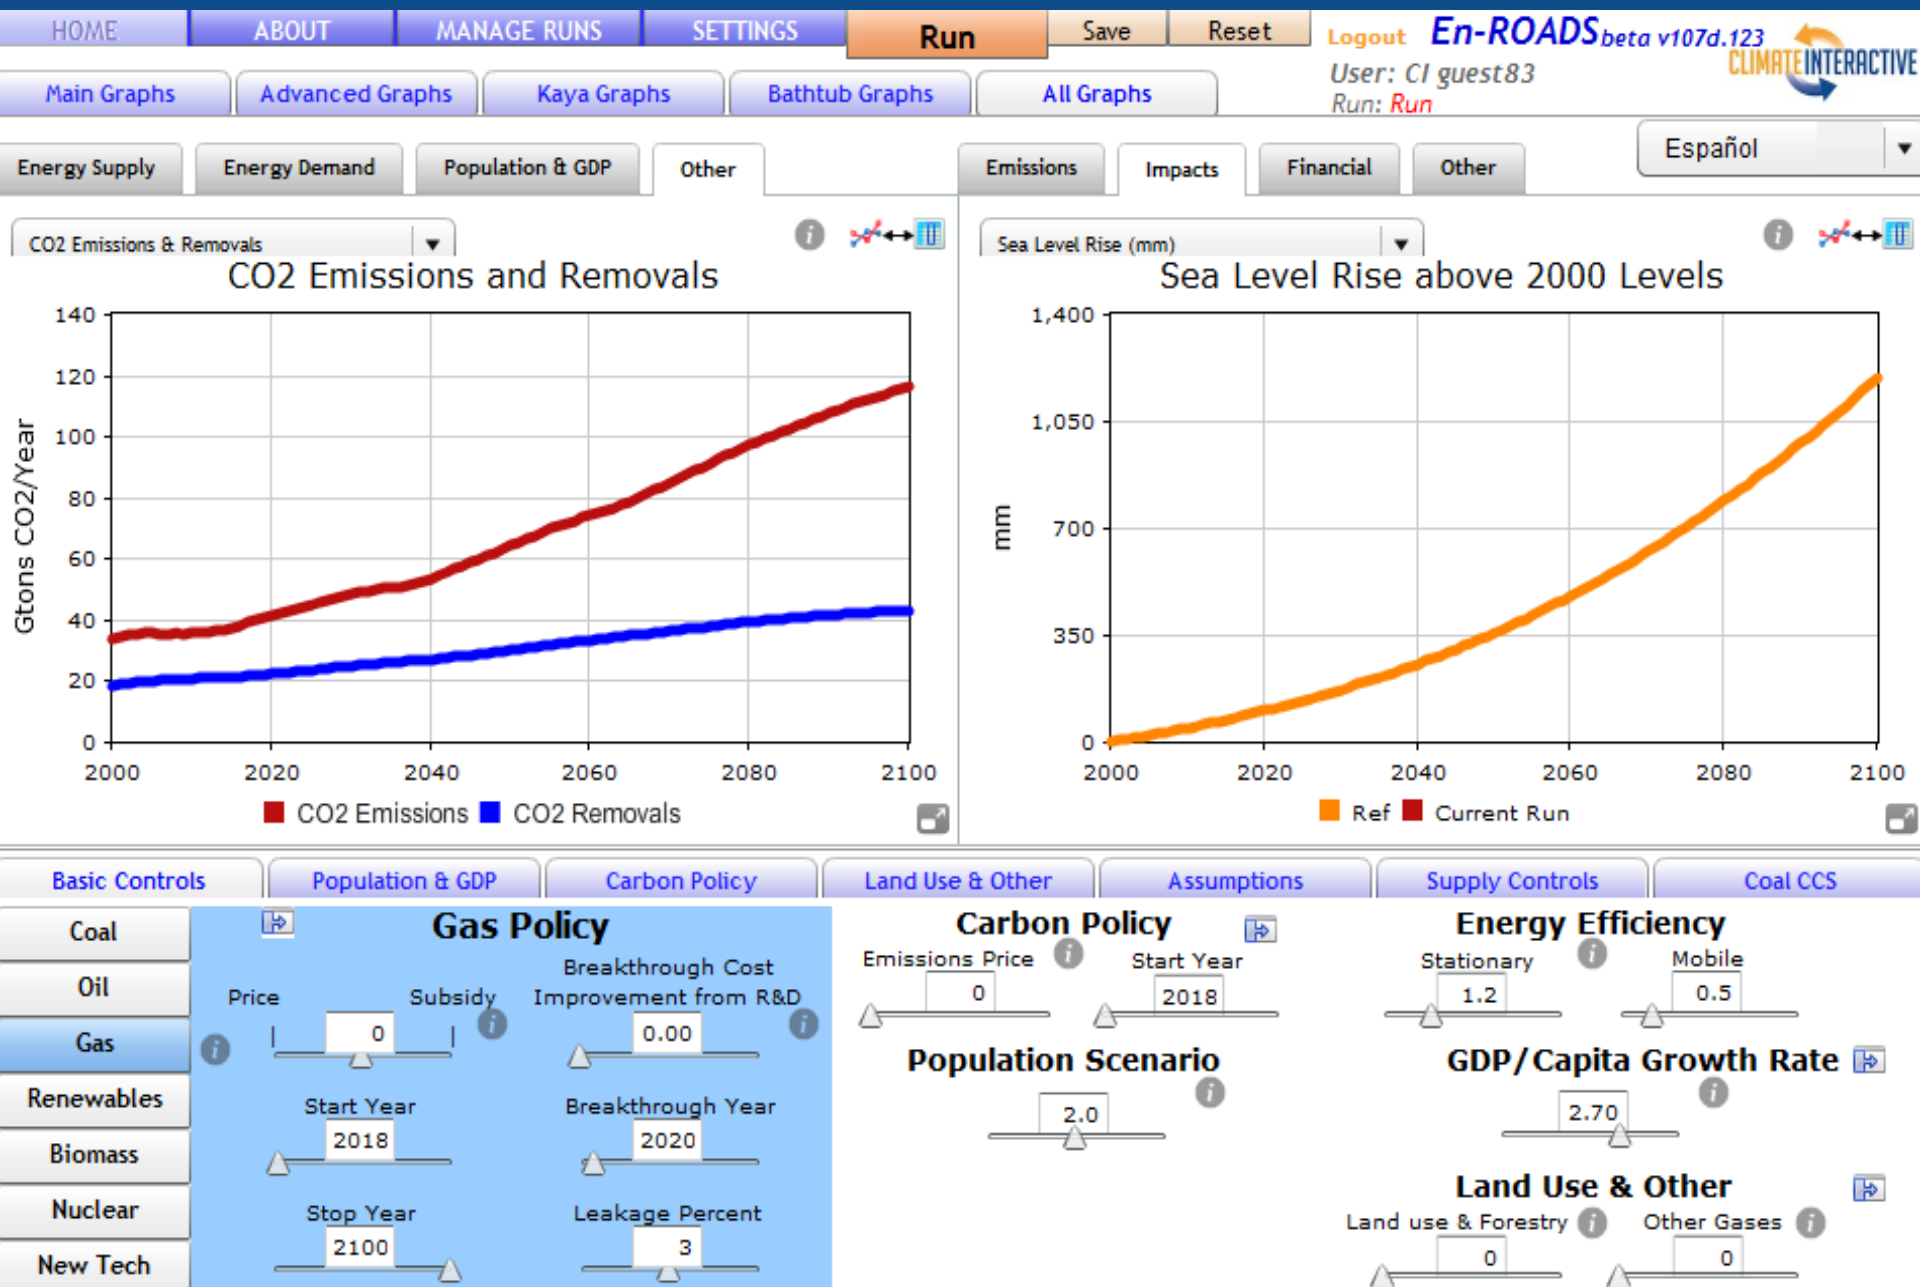 HOME ABOUT MANAGE RUNS SETTINGS Run Save Reset Logout En-ROADS beta v107d.123
CLIMATEINTERACTIVE
User: CI guest83
Main Graphs Advanced Graphs Kaya Graphs Bathtub Graphs All Graphs
Run: Run
Español
Energy Supply Energy Demand Population & GDP Other Emissions Impacts Financial Other
CO2 Emissions & Removals Sea Level Rise (mm)
CO2 Emissions and Removals
140
120
100
80
60
40
20
0
Gtons CO2/Year
2000 2020 2040 2060 2080 2100
CO2 Emissions CO2 Removals
Sea Level Rise above 2000 Levels
1,400
1,050
700
350
0
mm
2000 2020 2040 2060 2080 2100
Ref Current Run
Basic Controls Population & GDP Carbon Policy Land Use & Other Assumptions Supply Controls Coal CCS
Coal
Oil
Gas
Renewables
Biomass
Nuclear
New Tech
Gas Policy
Price Subsidy
0
Breakthrough Cost
Improvement from R&D
0.00
Start Year
2018
Breakthrough Year
2020
Stop Year
2100
Leakage Percent
3
Carbon Policy
Emissions Price Start Year
0 2018
Population Scenario
2.0
Energy Efficiency
Stationary Mobile
1.2 0.5
GDP/Capita Growth Rate
2.70
Land Use & Other
Land use & Forestry Other Gases
0 0